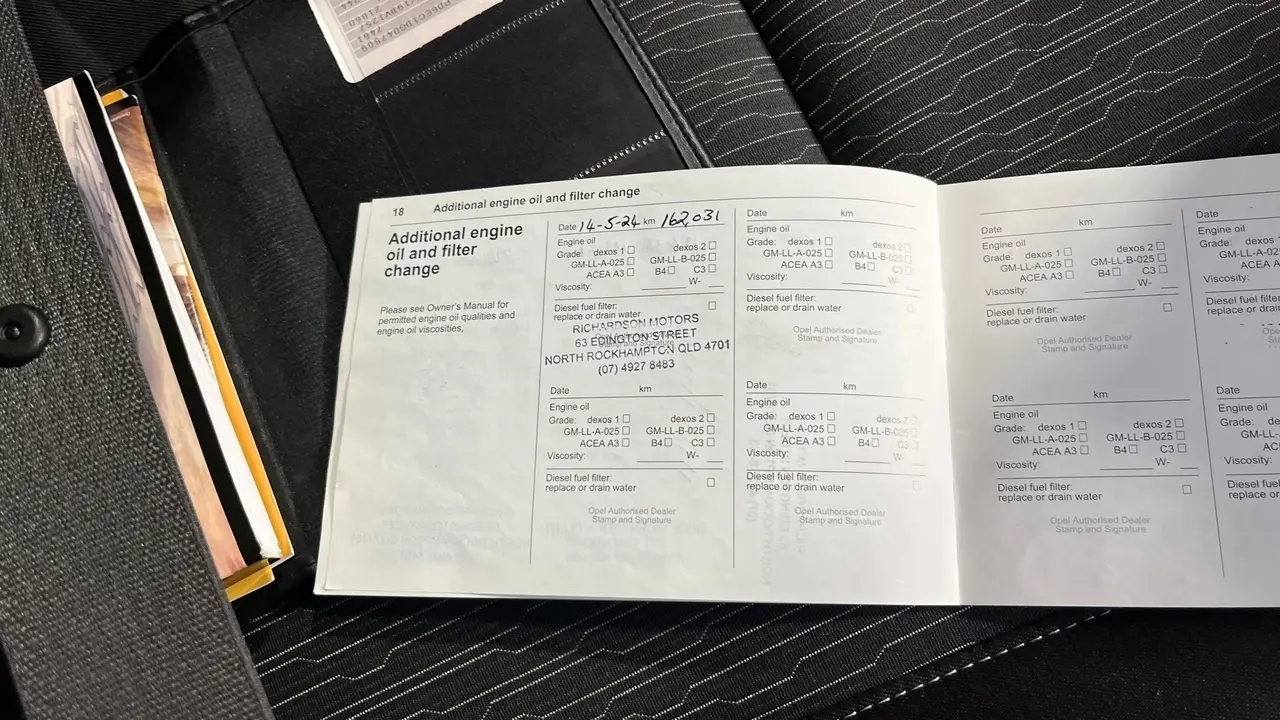 18 Additional engine oil and filter change
Additional engine
oil and filter
change
Please see Owner's Manual for
permitted engine oil qualities and
engine oil viscosities.
Date 14-5-24 km 162,031
Engine oil
Grade: dexos 1 dexos 2
GM-LL-A-025 GM-LL-B-025
ACEA A3 B4 C3
Viscosity: W-
Diesel fuel filter:
replace or drain water
RICHARDSON MOTORS
63 EDINGTON STREET
NORTH ROCKHAMPTON QLD 4701
(07) 4927 8483
Date km
Engine oil
Grade: dexos 1 dexos 2
GM-LL-A-025 GM-LL-B-025
ACEA A3 B4 C3
Viscosity: W-
Diesel fuel filter:
replace or drain water
Opel Authorised Dealer
Stamp and Signature
Date km
Engine oil
Grade: dexos 1 dexos 2
GM-LL-A-025 GM-LL-B-025
ACEA A3 B4 C3
Viscosity: W-
Diesel fuel filter:
replace or drain water
Opel Authorised Dealer
Stamp and Signature
Date km
Engine oil
Grade: dexos 1 dexos 2
GM-LL-A-025 GM-LL-B-025
ACEA A3 B4 C3
Viscosity: W-
Diesel fuel filter:
replace or drain water
Opel Authorised Dealer
Stamp and Signature
Date km
Engine oil
Grade: dexos 1 dexos 2
GM-LL-A-025 GM-LL-B-025
ACEA A3 B4 C3
Viscosity: W-
Diesel fuel filter:
replace or drain water
Opel Authorised Dealer
Stamp and Signature
Date km
Engine oil
Grade: dexos 1 dexos 2
GM-LL-A-025 GM-LL-B-025
ACEA A3 B4 C3
Viscosity: W-
Diesel fuel filter:
replace or drain water
Opel Authorised Dealer
Stamp and Signature
Date
Engine oil
Grade:
GM-LL-A
ACEA
Viscosity:
Diesel fuel filter
replace or
Date
Engine oil
Grade:
GM-LL-
ACEA
Viscosity:
Diesel fuel
replace or